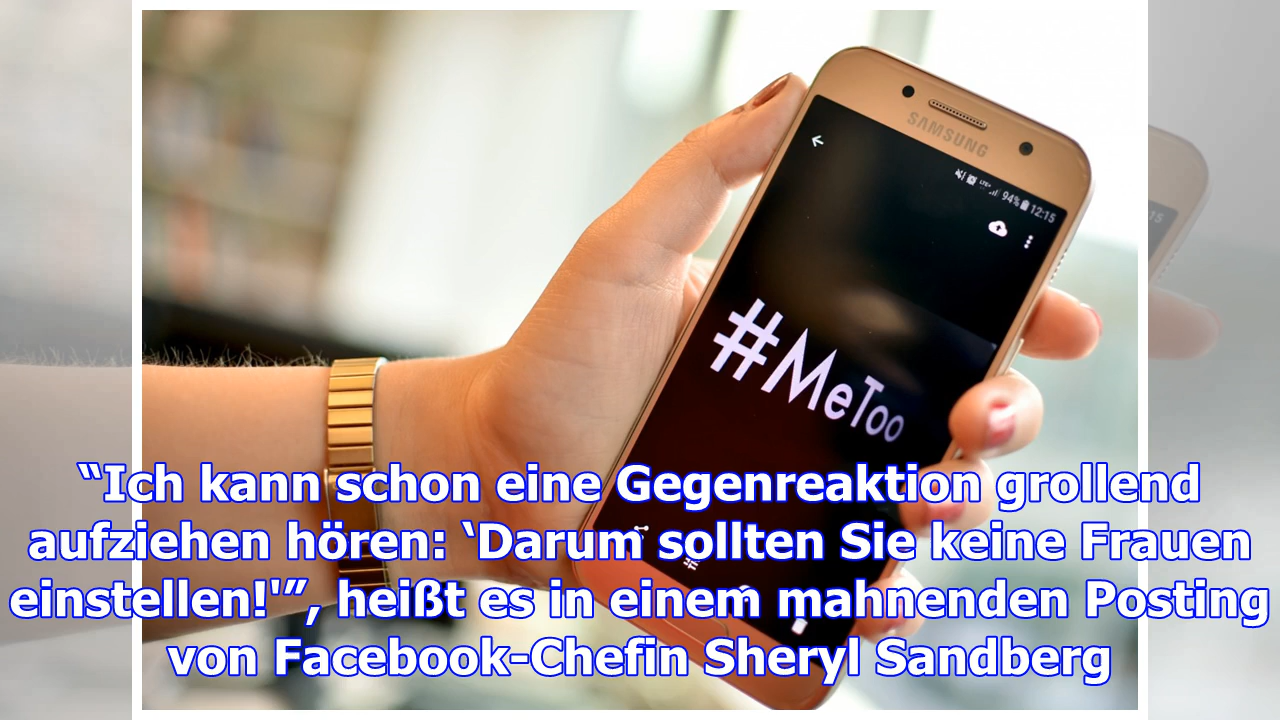 SAMSUNG
94% 12:15
#MeToo
“Ich kann schon eine Gegenreaktion grollend
aufziehen hören: ‘Darum sollten Sie keine Frauen
einstellen!'”, heißt es in einem mahnenden Posting
von Facebook-Chefin Sheryl Sandberg